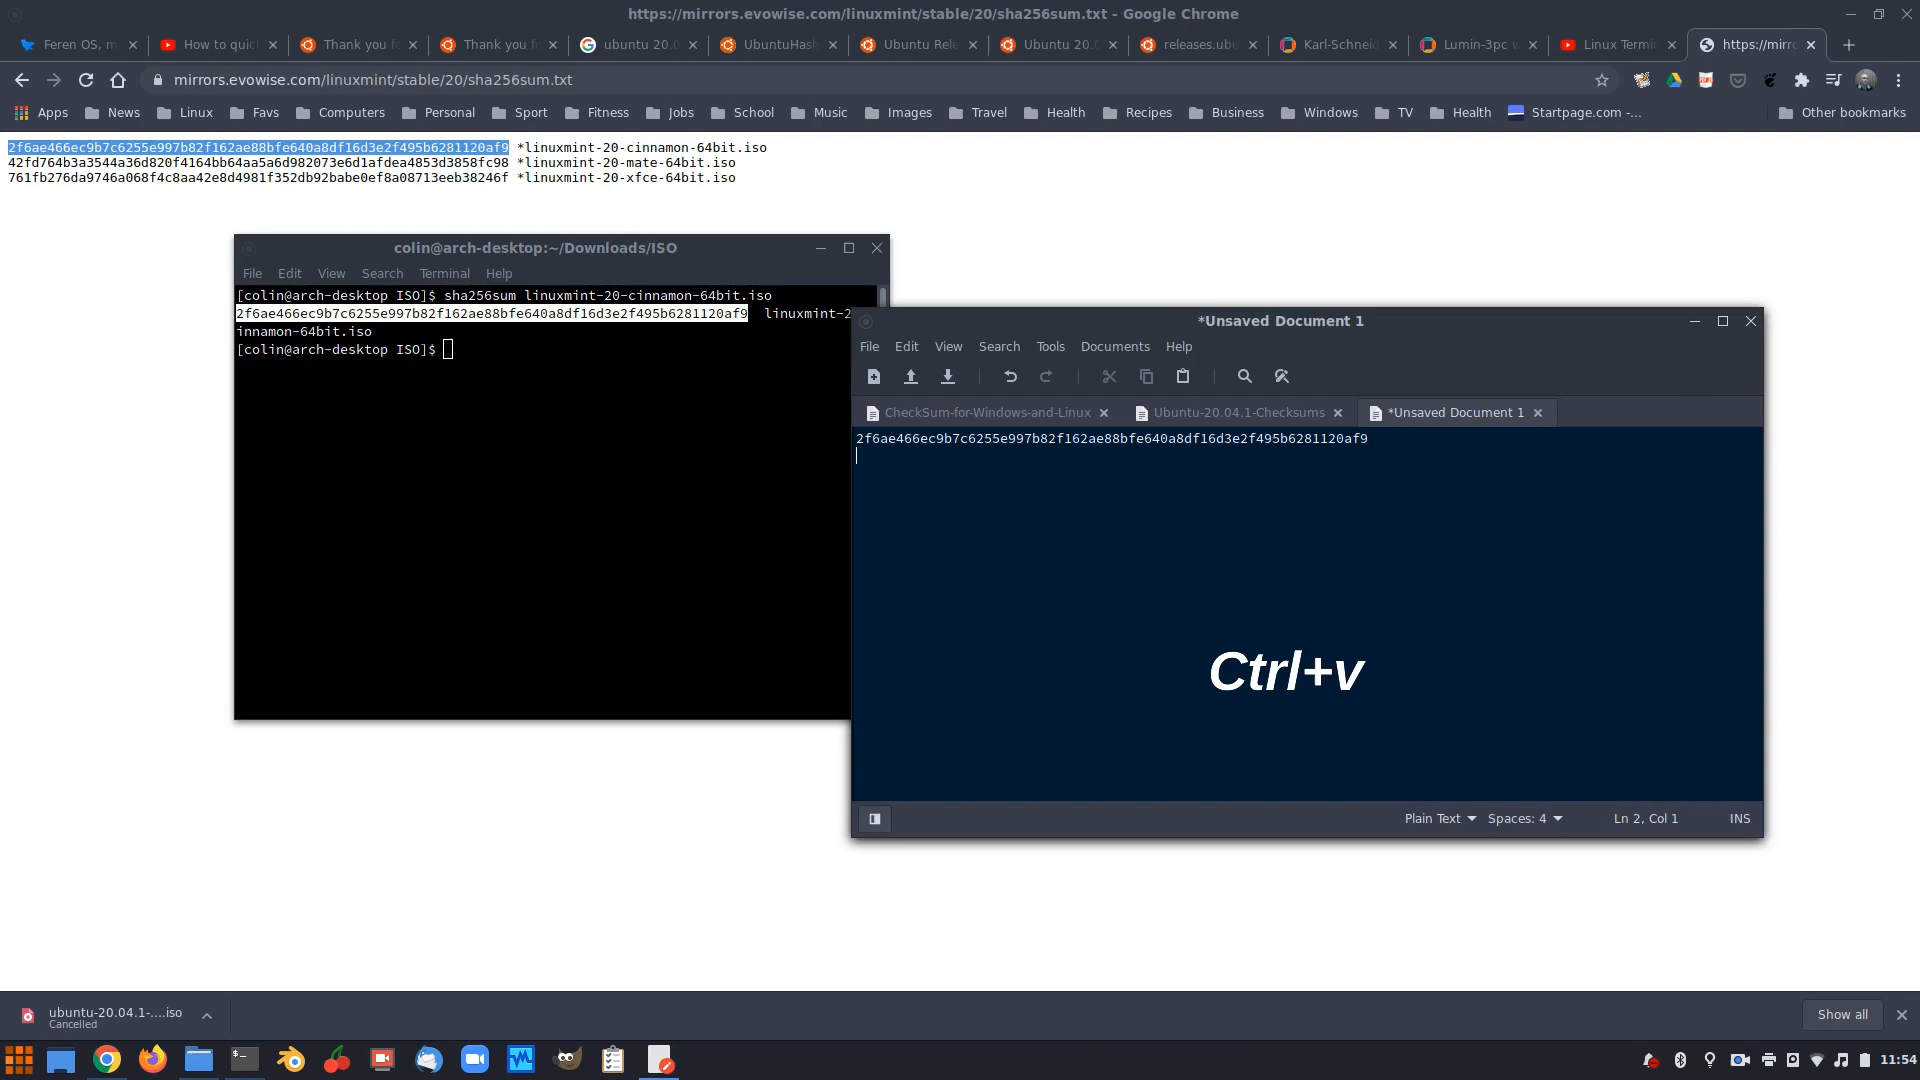 https://mirrors.evowise.com/linuxmint/stable/20/sha256sum.txt - Google Chrome
Feren OS, m
How to quic
Thank you f
Thank you f
ubuntu 20.0
UbuntuHash
Ubuntu Rele
Ubuntu 20.0
releases.ubu
Karl-Schneid
Lumin-3pc w
Linux Termi
https://mirro
mirrors.evowise.com/linuxmint/stable/20/sha256sum.txt
Apps
News
Linux
Favs
Computers
Personal
Sport
Fitness
Jobs
School
Music
Images
Travel
Health
Recipes
Business
Windows
TV
Health
Startpage.com -...
Other bookmarks
2f6ae466ec9b7c6255e997b82f162ae88bfe640a8df16d3e2f495b6281120af9 *linuxmint-20-cinnamon-64bit.iso
42fd764b3a3544a36d820f4164bb64aa5a6d982073e6d1afdea4853d3858fc98 *linuxmint-20-mate-64bit.iso
761fb276da9746a068f4c8aa42e8d4981f352db92babe0ef8a08713eeb38246f *linuxmint-20-xfce-64bit.iso
colin@arch-desktop:~/Downloads/ISO
File Edit View Search Terminal Help
[colin@arch-desktop ISO]$ sha256sum linuxmint-20-cinnamon-64bit.iso
2f6ae466ec9b7c6255e997b82f162ae88bfe640a8df16d3e2f495b6281120af9  linuxmint-2
innamon-64bit.iso
[colin@arch-desktop ISO]$
*Unsaved Document 1
File Edit View Search Tools Documents Help
CheckSum-for-Windows-and-Linux
Ubuntu-20.04.1-Checksums
*Unsaved Document 1
2f6ae466ec9b7c6255e997b82f162ae88bfe640a8df16d3e2f495b6281120af9
Ctrl+v
Plain Text
Spaces: 4
Ln 2, Col 1
INS
ubuntu-20.04.1-....iso
Cancelled
Show all
11:54